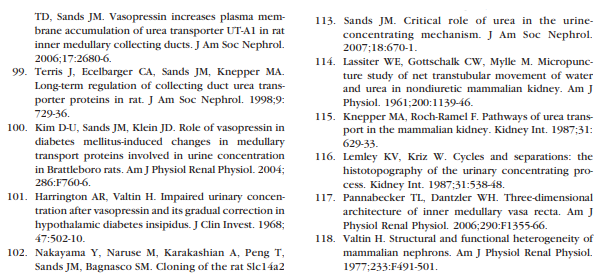 TD, Sands JM. Vasopressin increases plasma mem-
brane accumulation of urea transporter UT-A1 in rat
inner medullary collecting ducts. J Am Soc Nephrol.
2006;17:2680-6.
99. Terris J, Ecelbarger CA, Sands JM, Knepper MA.
Long-term regulation of collecting duct urea trans-
porter proteins in rat. J Am Soc Nephrol. 1998;9:
729-36.
100. Kim D-U, Sands JM, Klein JD. Role of vasopressin in
diabetes mellitus-induced changes in medullary
transport proteins involved in urine concentration
in Brattleboro rats. Am J Physiol Renal Physiol. 2004;
286:F760-6.
101. Harrington AR, Valtin H. Impaired urinary concen-
tration after vasopressin and its gradual correction in
hypothalamic diabetes insipidus. J Clin Invest. 1968;
47:502-10.
102. Nakayama Y, Naruse M, Karakashian A, Peng T,
Sands JM, Bagnasco SM. Cloning of the rat Slc14a2
113. Sands JM. Critical role of urea in the urine-
concentrating mechanism. J Am Soc Nephrol.
2007;18:670-1.
114. Lassiter WE, Gottschalk CW, Mylle M. Micropunc-
ture study of net transtubular movement of water
and urea in nondiuretic mammalian kidney. Am J
Physiol. 1961;200:1139-46.
115. Knepper MA, Roch-Ramel F. Pathways of urea trans-
port in the mammalian kidney. Kidney Int. 1987;31:
629-33.
116. Lemley KV, Kriz W. Cycles and separations: the
histotopography of the urinary concentrating pro-
cess. Kidney Int. 1987;31:538-48.
117. Pannabecker TL, Dantzler WH. Three-dimensional
architecture of inner medullary vasa recta. Am J
Physiol Renal Physiol. 2006;290:F1355-66.
118. Valtin H. Structural and functional heterogeneity of
mammalian nephrons. Am J Physiol Renal Physiol.
1977;233:F491-501.